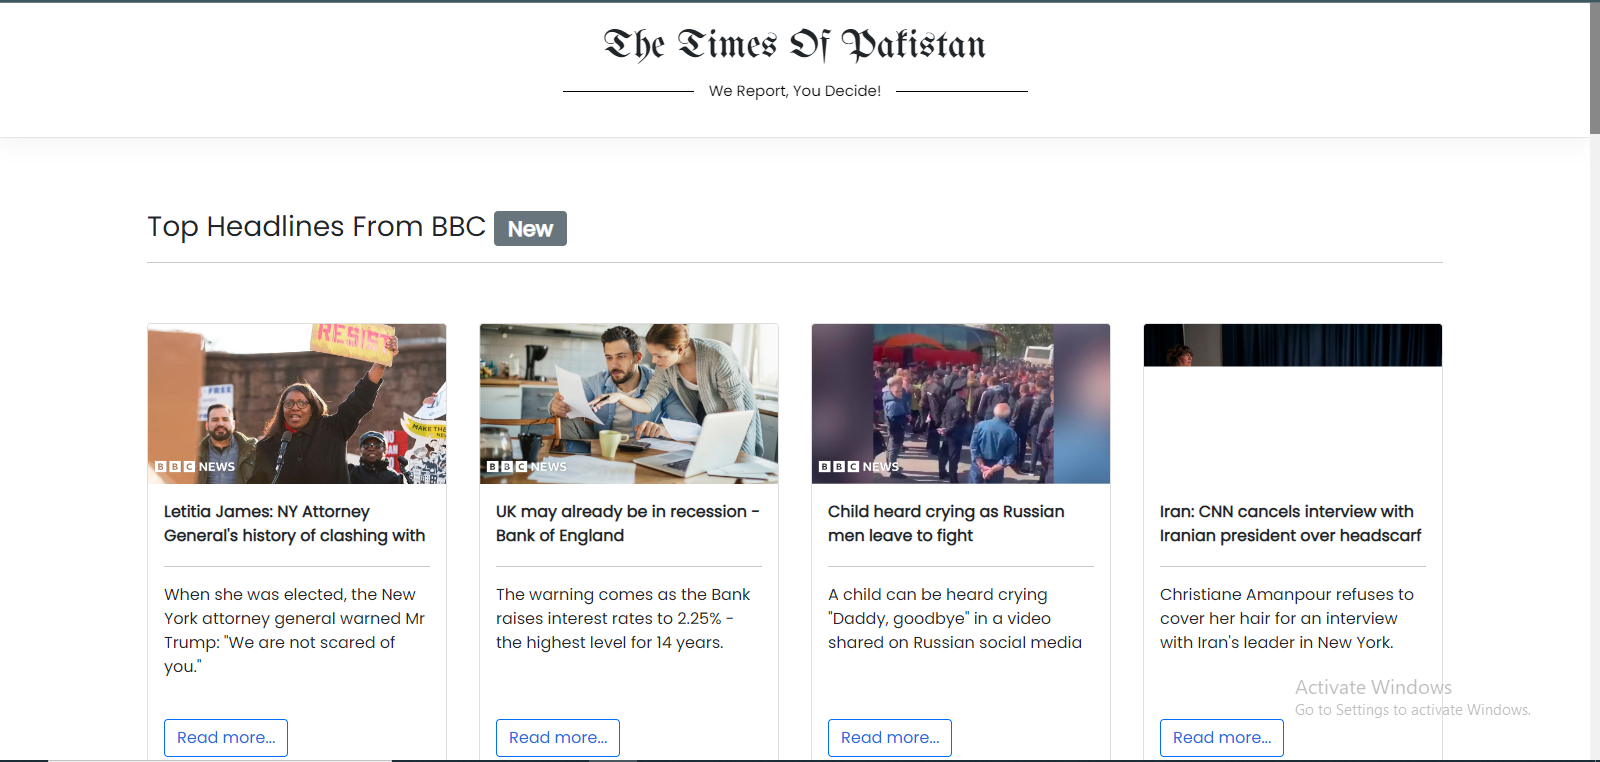 The Times Of Pakistan
We Report, You Decide!
Top Headlines From BBC New
RESIST
FREE
MAKE THE
BBC NEWS
BBC NEWS
BBC NEWS
Letitia James: NY Attorney
General's history of clashing with
UK may already be in recession -
Bank of England
Child heard crying as Russian
men leave to fight
Iran: CNN cancels interview with
Iranian president over headscarf
When she was elected, the New
York attorney general warned Mr
Trump: "We are not scared of
you."
The warning comes as the Bank
raises interest rates to 2.25% -
the highest level for 14 years.
A child can be heard crying
"Daddy, goodbye" in a video
shared on Russian social media
Christiane Amanpour refuses to
cover her hair for an interview
with Iran's leader in New York.
Read more...
Read more...
Read more...
Read more...
Activate Windows
Go to Settings to activate Windows.